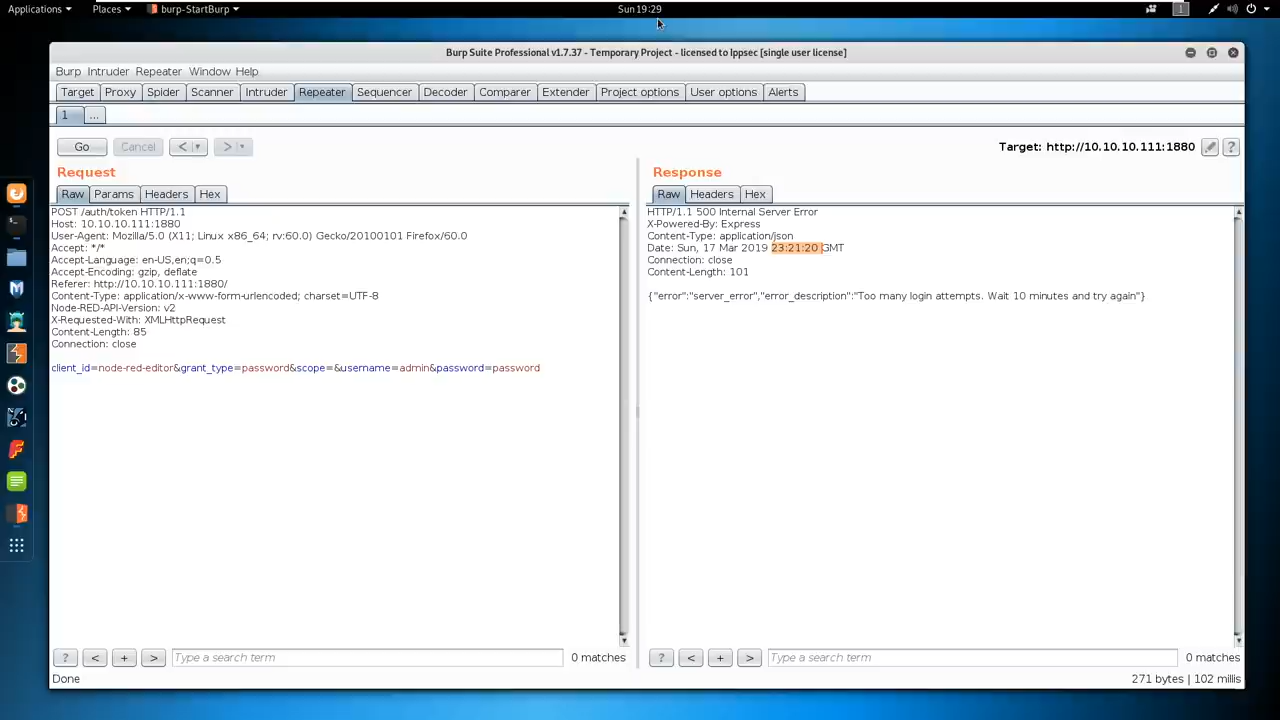 Applications Places burp-StartBurp Sun 19:29 1
Burp Suite Professional v1.7.37 - Temporary Project - licensed to Ippsec [single user license]
Burp Intruder Repeater Window Help
Target Proxy Spider Scanner Intruder Repeater Sequencer Decoder Comparer Extender Project options User options Alerts
1 ...
Go Cancel < > Target: http://10.10.10.111:1880 ?
Request
Raw Params Headers Hex
POST /auth/token HTTP/1.1
Host: 10.10.10.111:1880
User-Agent: Mozilla/5.0 (X11; Linux x86_64; rv:60.0) Gecko/20100101 Firefox/60.0
Accept: */*
Accept-Language: en-US,en;q=0.5
Accept-Encoding: gzip, deflate
Referer: http://10.10.10.111:1880/
Content-Type: application/x-www-form-urlencoded; charset=UTF-8
Node-RED-API-Version: v2
X-Requested-With: XMLHttpRequest
Content-Length: 85
Connection: close
client_id=node-red-editor&grant_type=password&scope=&username=admin&password=password
? < + > Type a search term 0 matches
Response
Raw Headers Hex
HTTP/1.1 500 Internal Server Error
X-Powered-By: Express
Content-Type: application/json
Date: Sun, 17 Mar 2019 23:21:20 GMT
Connection: close
Content-Length: 101
{"error":"server_error","error_description":"Too many login attempts. Wait 10 minutes and try again"}
? < + > Type a search term 0 matches
Done 271 bytes | 102 millis